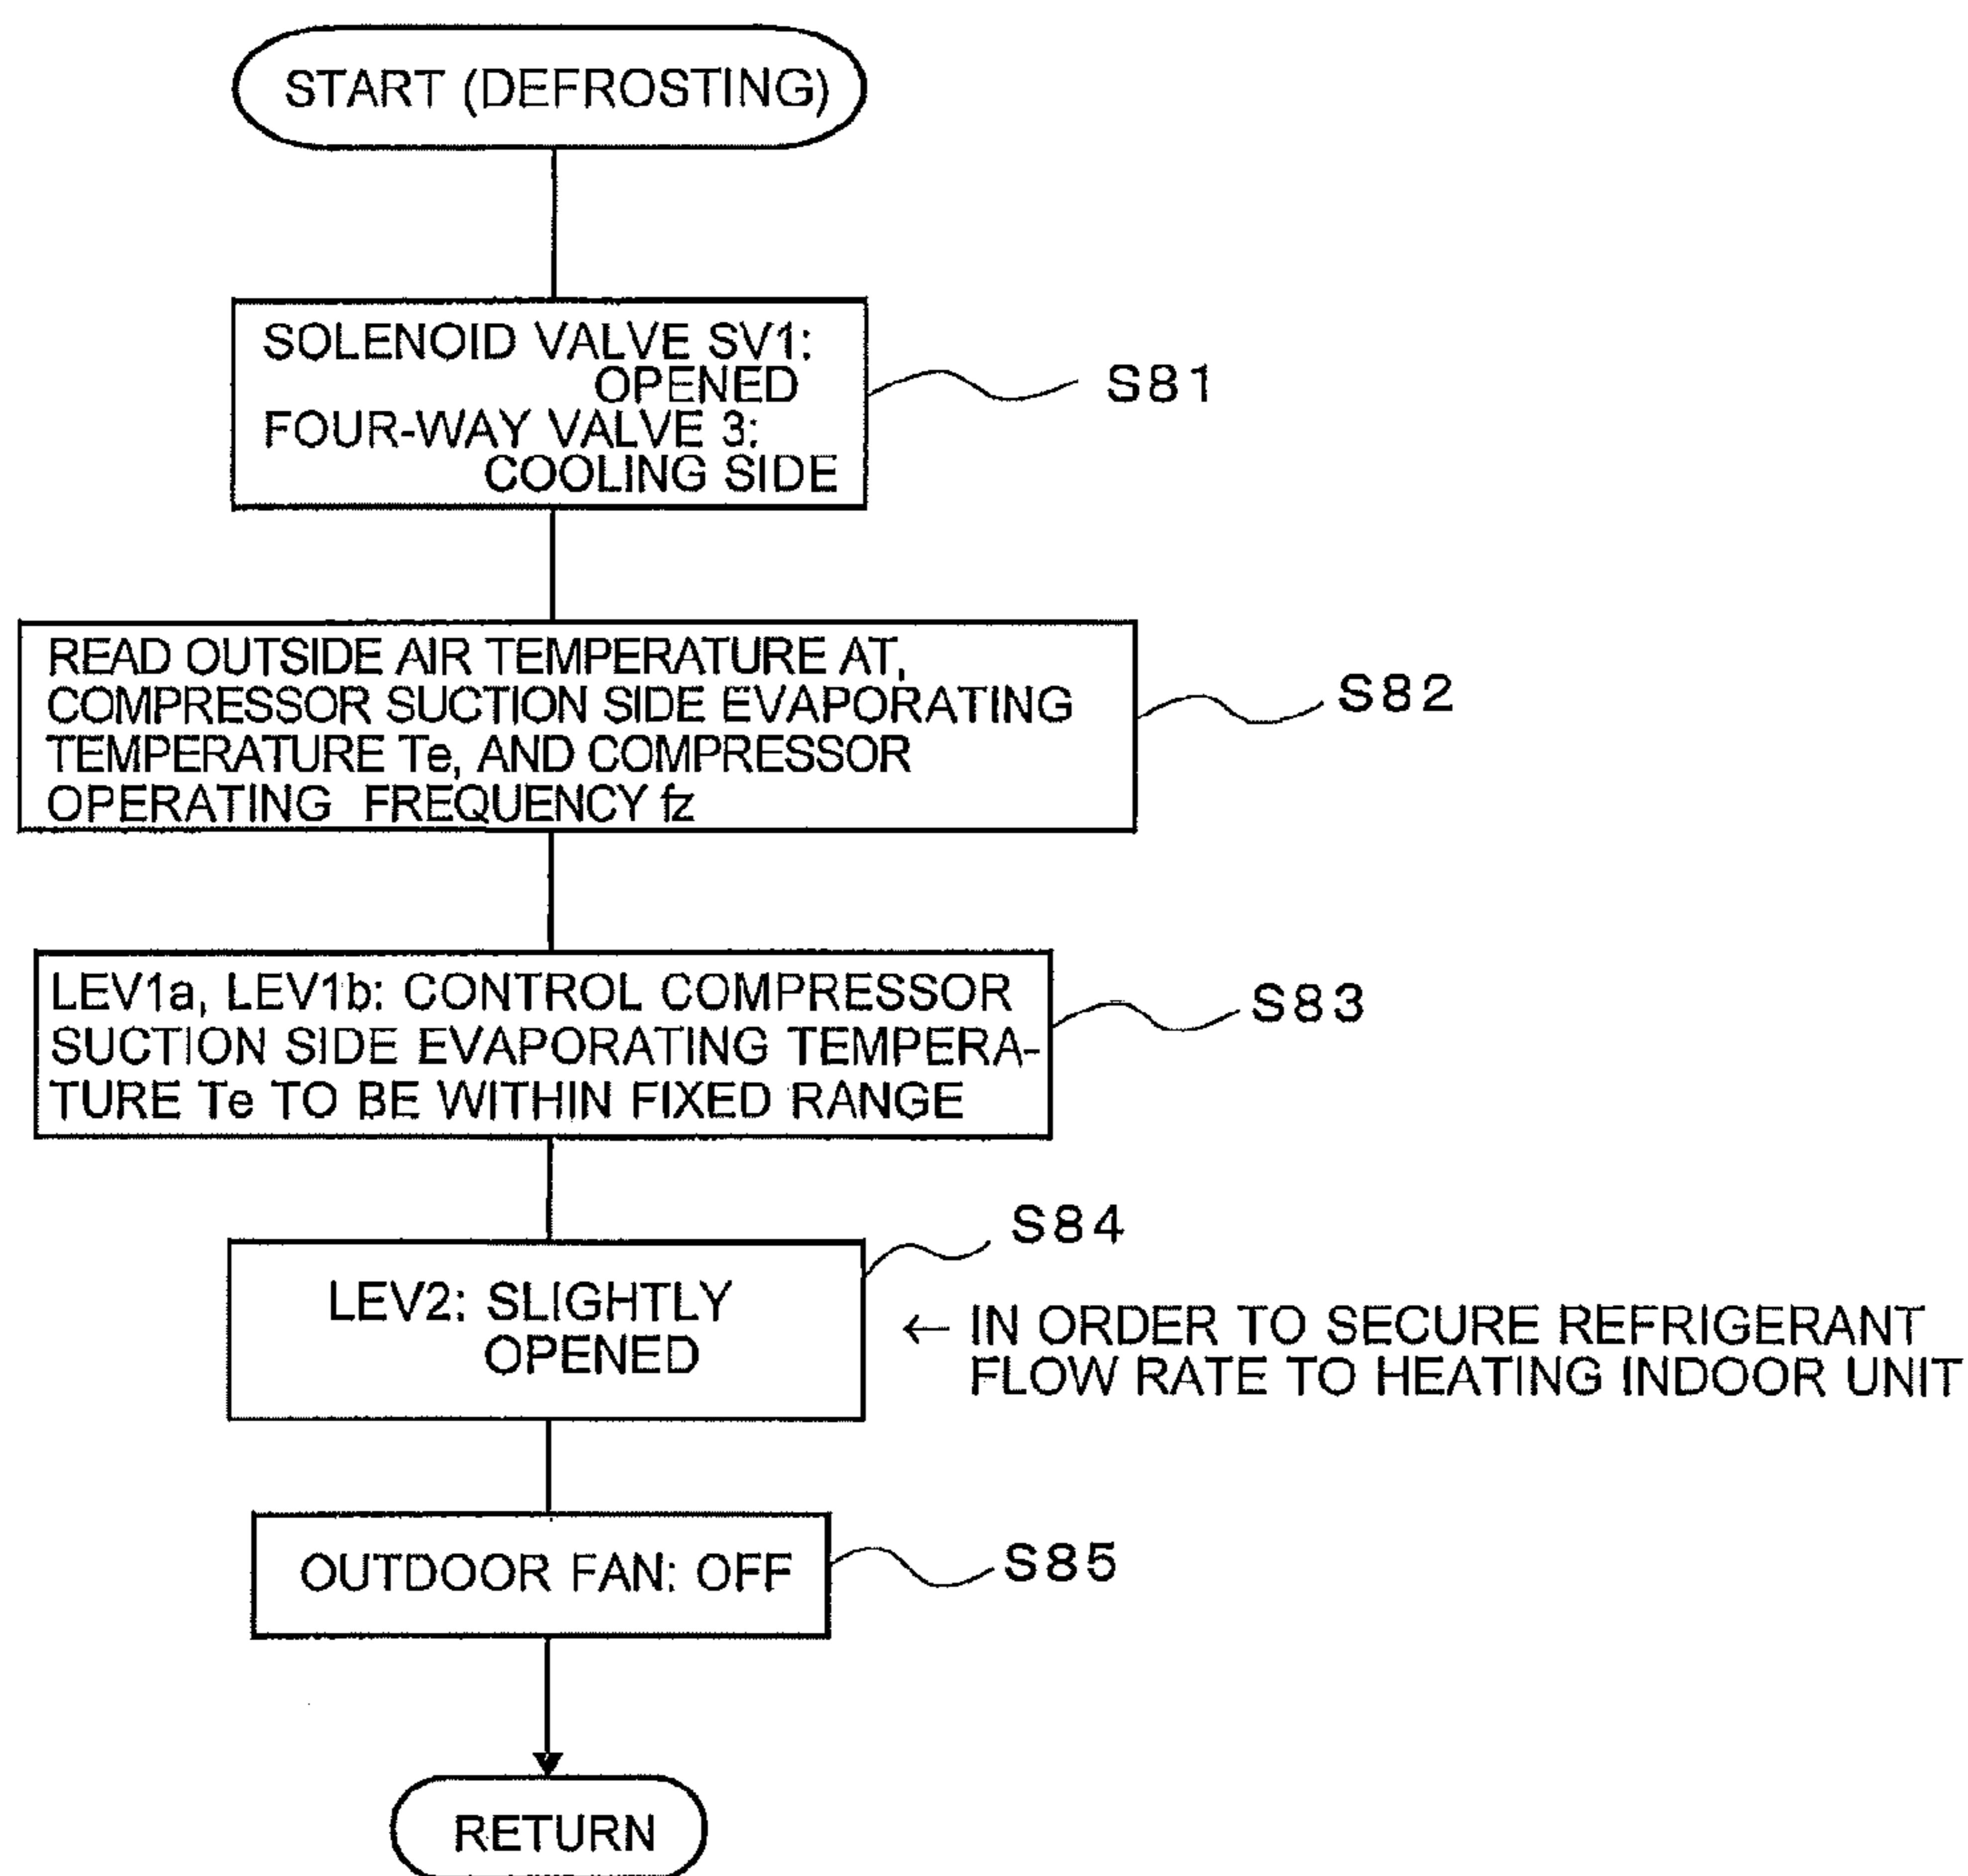 START (DEFROSTING)
SOLENOID VALVE SV1:
OPENED
FOUR-WAY VALVE 3:
COOLING SIDE
S81
READ OUTSIDE AIR TEMPERATURE AT,
COMPRESSOR SUCTION SIDE EVAPORATING
TEMPERATURE Te, AND COMPRESSOR
OPERATING FREQUENCY fz
S82
LEV1a, LEV1b: CONTROL COMPRESSOR
SUCTION SIDE EVAPORATING TEMPERA-
TURE Te TO BE WITHIN FIXED RANGE
S83
S84
LEV2: SLIGHTLY
OPENED
← IN ORDER TO SECURE REFRIGERANT
FLOW RATE TO HEATING INDOOR UNIT
OUTDOOR FAN: OFF
S85
RETURN